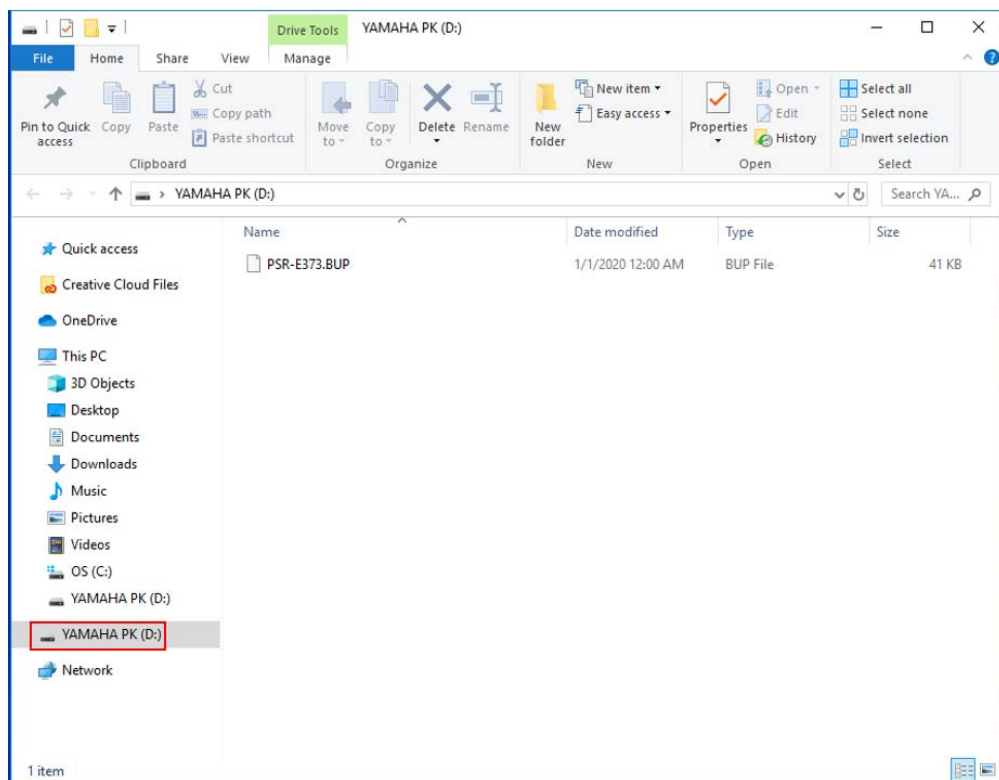 Drive Tools YAMAHA PK (D:)
File Home Share View Manage
Pin to Quick access
Copy
Paste
Cut
Copy path
Paste shortcut
Clipboard
Move to
Copy to
Delete
Rename
Organize
New folder
New item
Easy access
New
Properties
Open
Edit
History
Open
Select all
Select none
Invert selection
Select
YAMAHA PK (D:) Search YA...
Name Date modified Type Size
PSR-E373.BUP 1/1/2020 12:00 AM BUP File 41 KB
Quick access
Creative Cloud Files
OneDrive
This PC
3D Objects
Desktop
Documents
Downloads
Music
Pictures
Videos
OS (C:)
YAMAHA PK (D:)
YAMAHA PK (D:)
Network
1 item